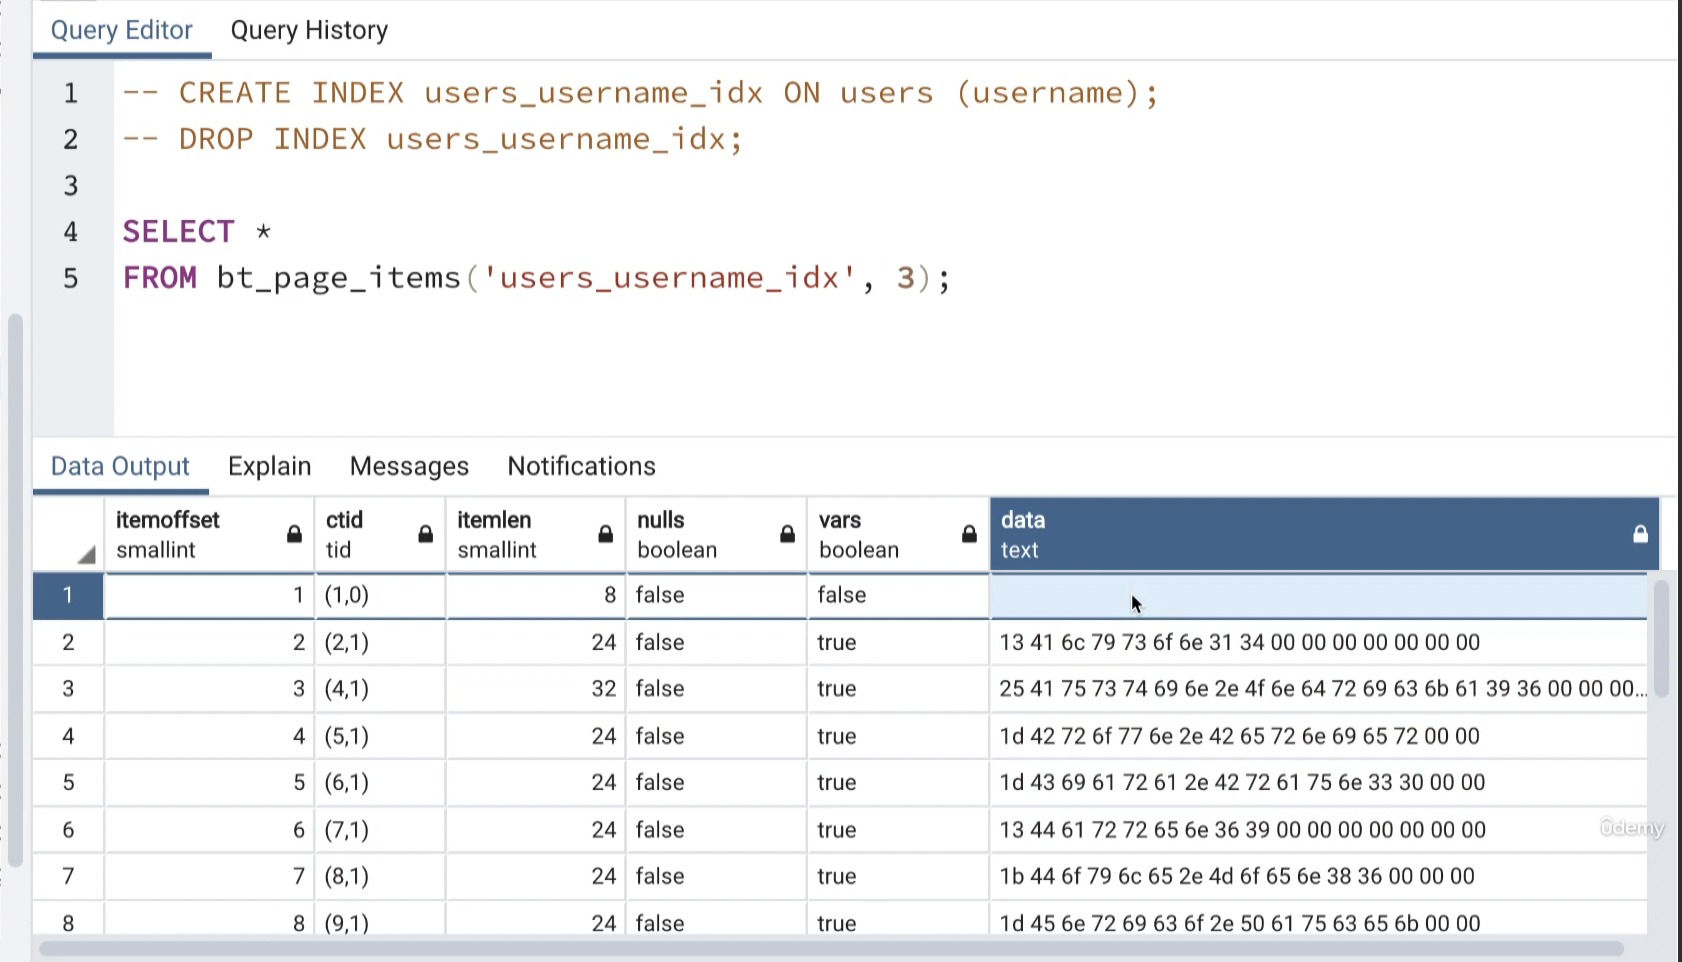 Query Editor Query History
1 -- CREATE INDEX users_username_idx ON users (username);
2 -- DROP INDEX users_username_idx;
3
4 SELECT *
5 FROM bt_page_items('users_username_idx', 3);
Data Output Explain Messages Notifications
itemoffset ctid itemlen nulls vars data
smallint tid smallint boolean boolean text
1 1 (1,0) 8 false false
2 2 (2,1) 24 false true 13 41 6c 79 73 6f 6e 31 34 00 00 00 00 00 00 00
3 3 (4,1) 32 false true 25 41 75 73 74 69 6e 2e 4f 6e 64 72 69 63 6b 61 39 36 00 00 00...
4 4 (5,1) 24 false true 1d 42 72 6f 77 6e 2e 42 65 72 6e 69 65 72 00 00
5 5 (6,1) 24 false true 1d 43 69 61 72 61 2e 42 72 61 75 6e 33 30 00 00
6 6 (7,1) 24 false true 13 44 61 72 72 65 6e 36 39 00 00 00 00 00 00 00
7 7 (8,1) 24 false true 1b 44 6f 79 6c 65 2e 4d 6f 65 6e 38 36 00 00 00
8 8 (9,1) 24 false true 1d 45 6e 72 69 63 6f 2e 50 61 75 63 65 6b 00 00
ûdemy